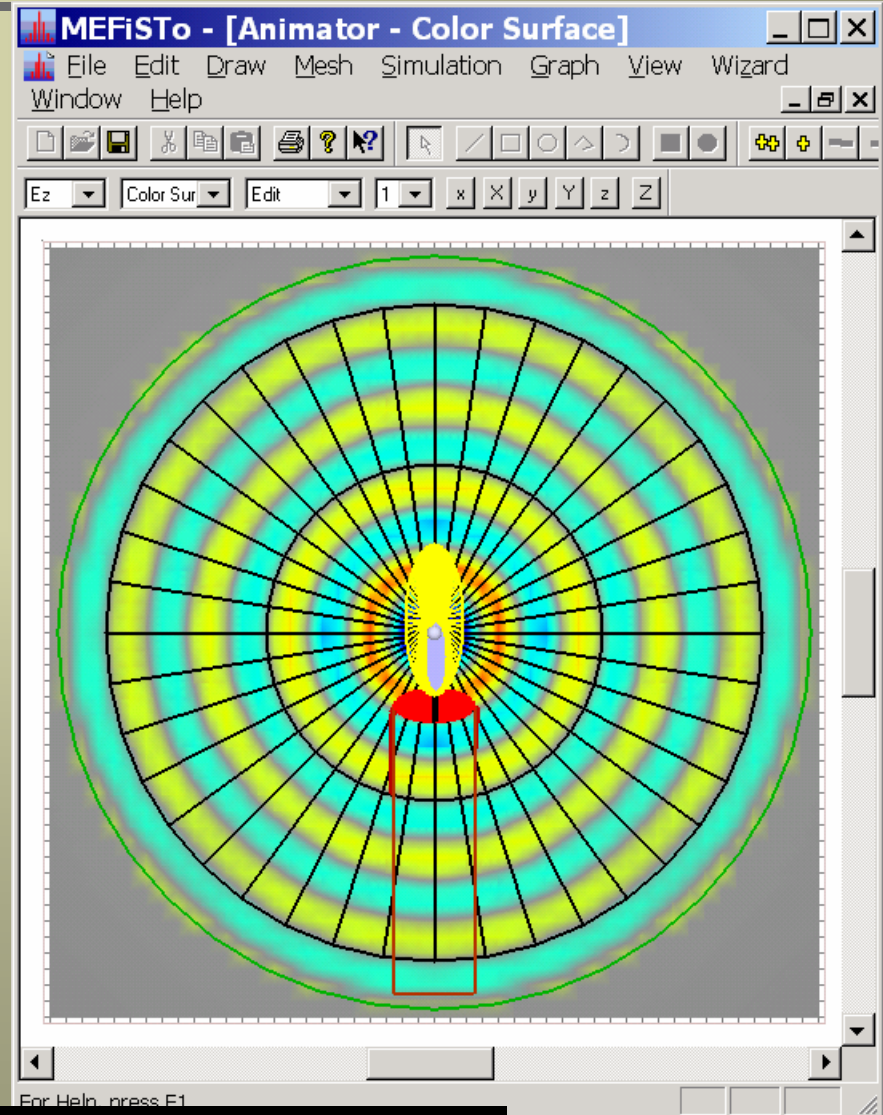 MEFiSTo - [Animator - Color Surface]
File Edit Draw Mesh Simulation Graph View Wizard
Window Help
Ez Color Sur Edit 1 x X y Y z Z
For Help, press F1